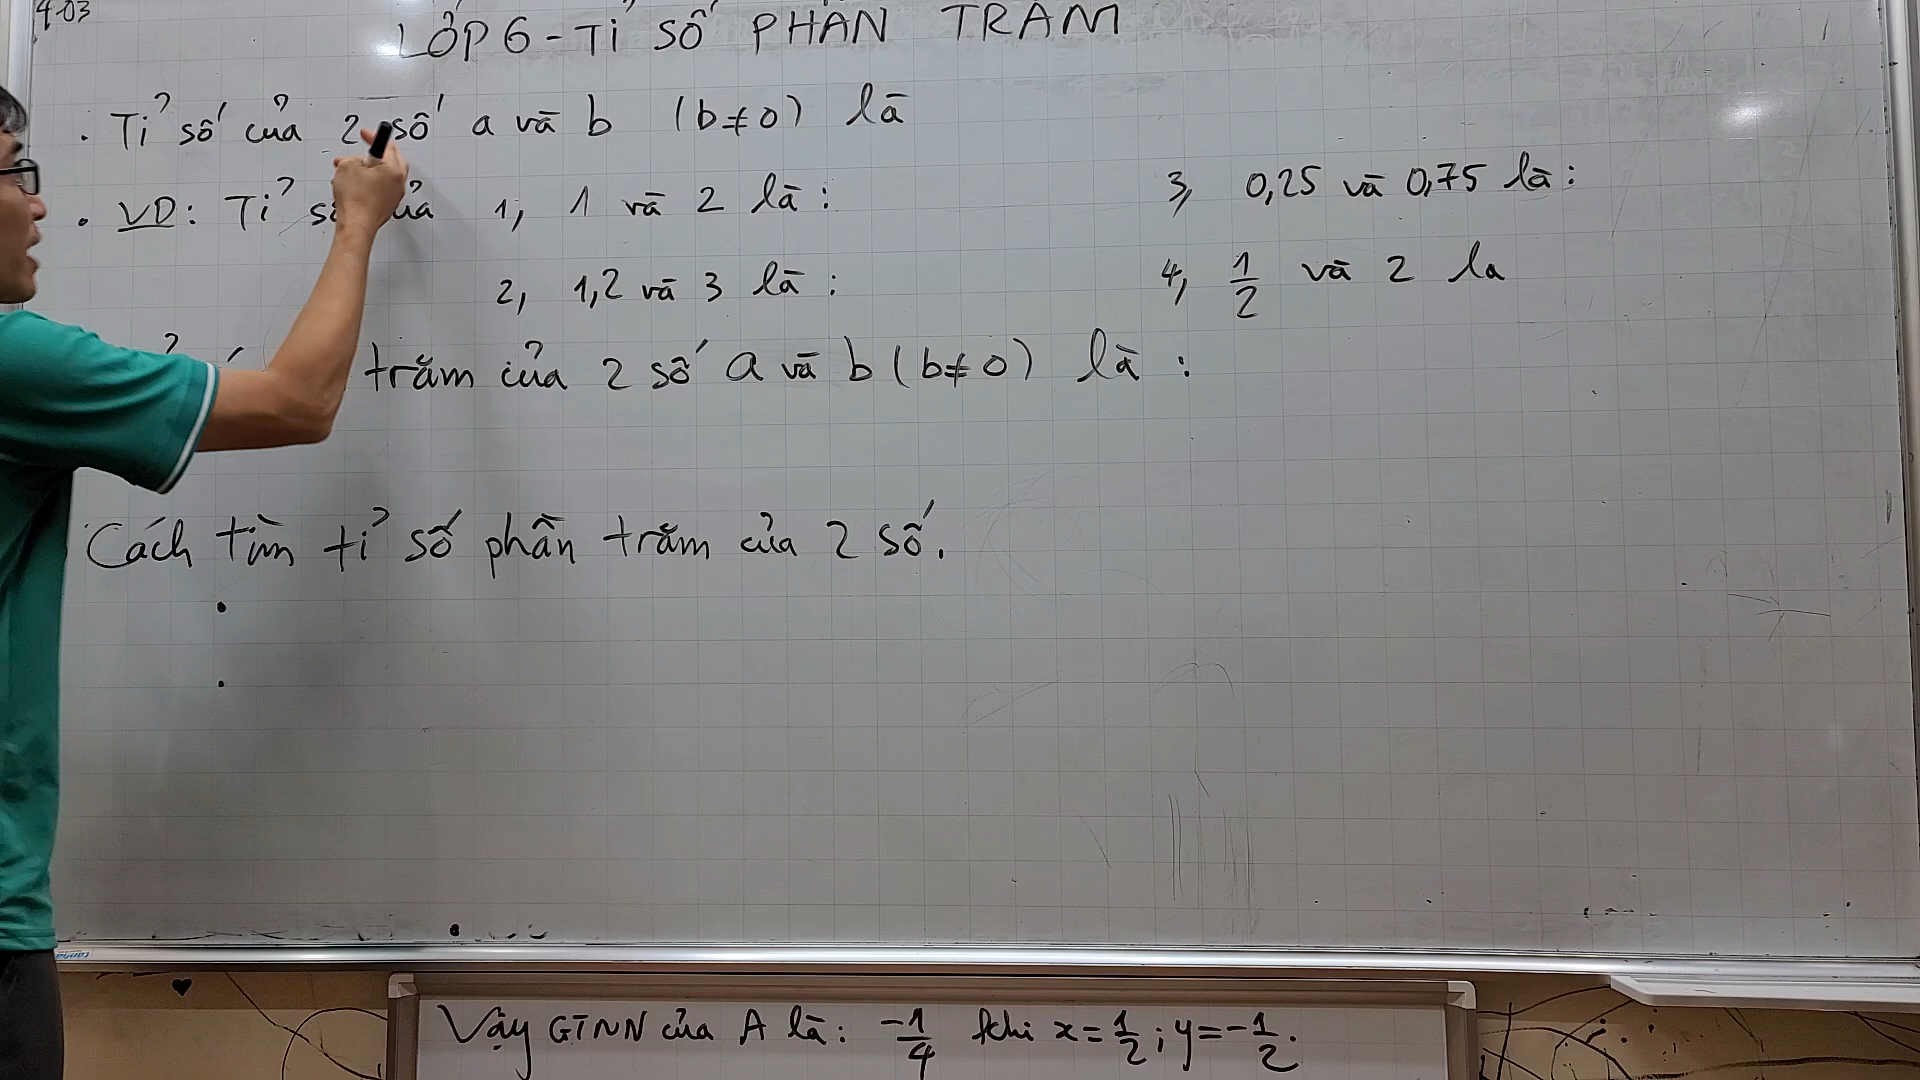 4-03
LỚP 6 - TỈ SỐ PHẦN TRĂM
. Tỉ số của 2 số a và b (b≠0) là
. VD: Tỉ số của 1, 1 và 2 là :
3, 0,25 và 0,75 là :
2, 1,2 và 3 là :
4, 1/2 và 2 la
trăm của 2 số a và b (b≠0) là :
Cách tìm tỉ số phần trăm của 2 số.
.
.
Vậy GTNN của A là : -1/4 khi x = 1/2 ; y = -1/2.